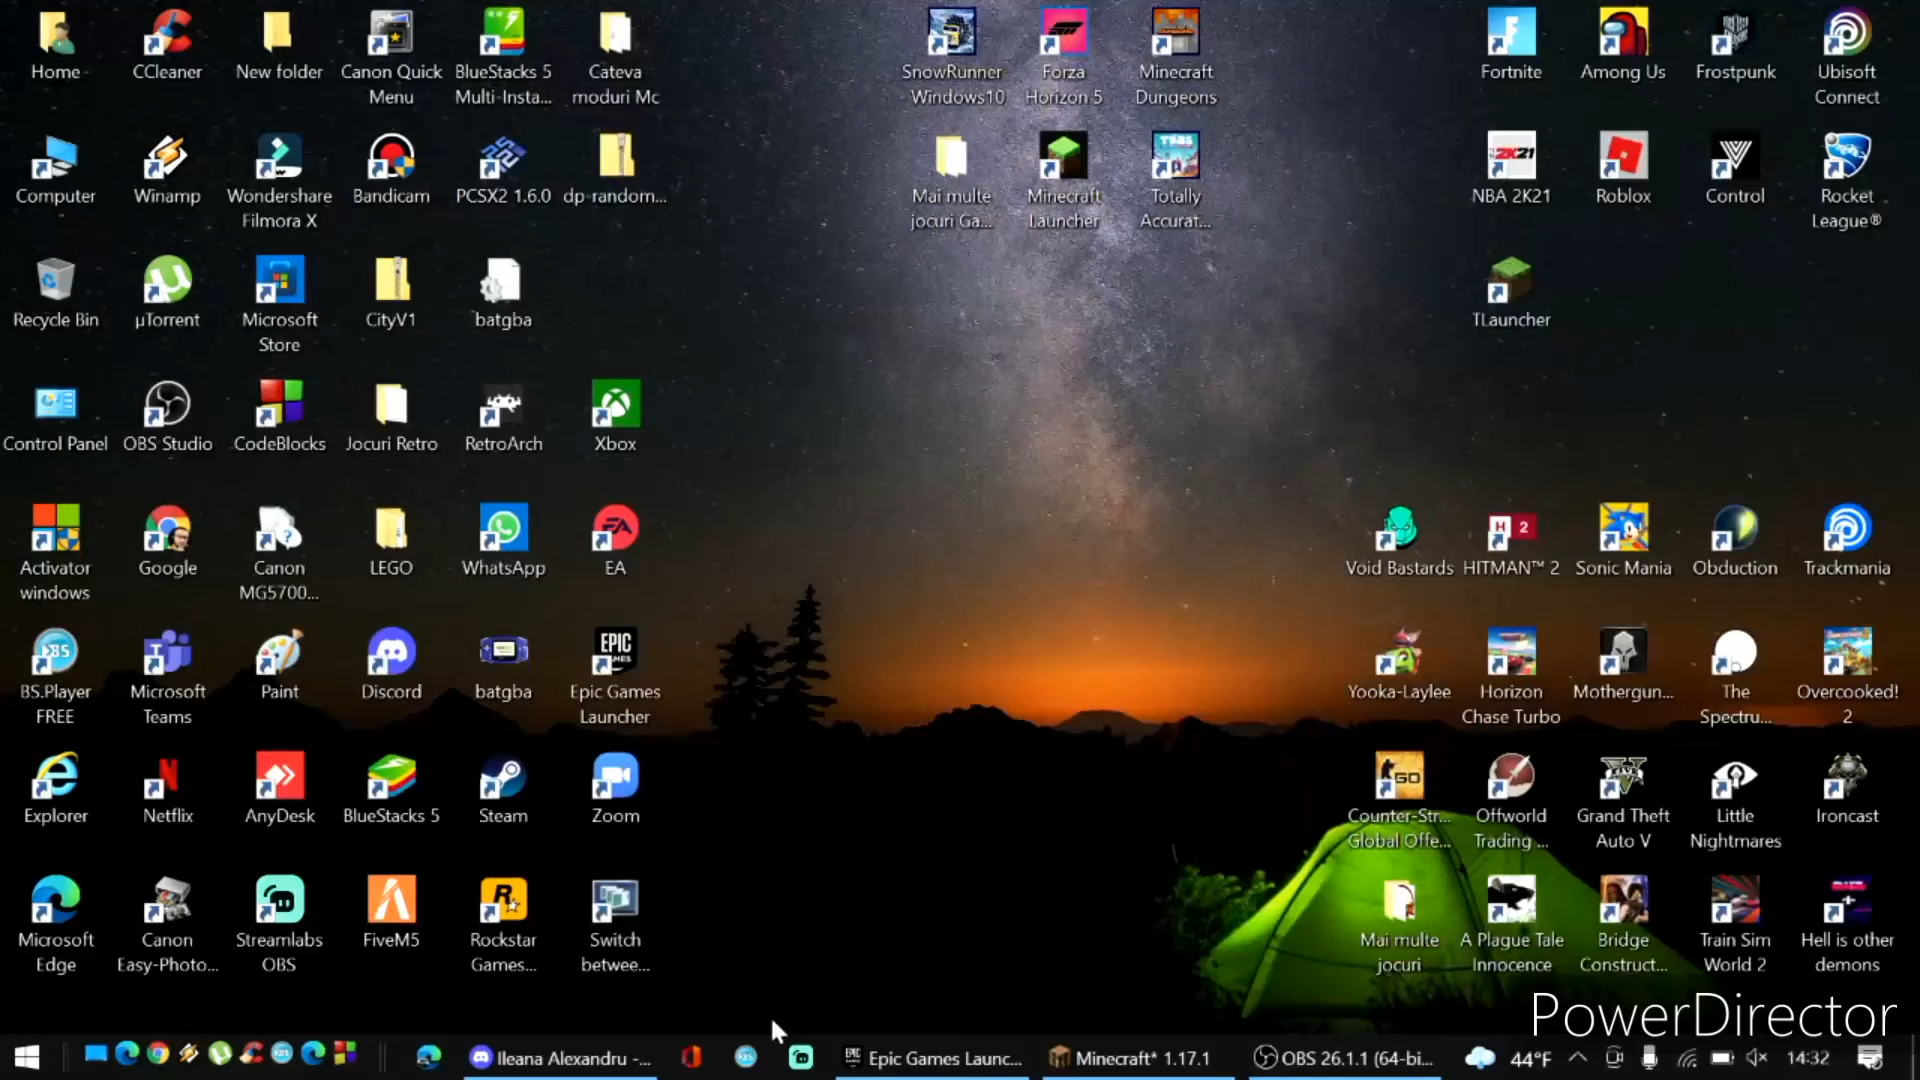 Home
CCleaner
New folder
Canon Quick
Menu
BlueStacks 5
Multi-Insta...
Cateva
moduri Mc
SnowRunner
Windows10
Forza
Horizon 5
Minecraft
Dungeons
Fortnite
Among Us
Frostpunk
Ubisoft
Connect
Computer
Winamp
Wondershare
Filmora X
Bandicam
PCSX2 1.6.0
dp-random...
Mai multe
jocuri Ga...
Minecraft
Launcher
Totally
Accurat...
NBA 2K21
Roblox
Control
Rocket
League®
Recycle Bin
µTorrent
Microsoft
Store
CityV1
batgba
TLauncher
Control Panel
OBS Studio
CodeBlocks
Jocuri Retro
RetroArch
Xbox
Activator
windows
Google
Canon
MG5700...
LEGO
WhatsApp
EA
Void Bastards
HITMAN™ 2
Sonic Mania
Obduction
Trackmania
BS.Player
FREE
Microsoft
Teams
Paint
Discord
batgba
EPIC
Epic Games
Launcher
Yooka-Laylee
Horizon
Chase Turbo
Mothergun...
The
Spectru...
Overcooked!
2
Explorer
Netflix
AnyDesk
BlueStacks 5
Steam
Zoom
Counter-Str...
Global Offe...
Offworld
Trading ...
Grand Theft
Auto V
Little
Nightmares
Ironcast
Microsoft
Edge
Canon
Easy-Photo...
Streamlabs
OBS
FiveM5
Rockstar
Games...
Switch
betwee...
Mai multe
jocuri
A Plague Tale
Innocence
Bridge
Construct...
Train Sim
World 2
Hell is other
demons
PowerDirector
Ileana Alexandru -...
Epic Games Launc...
Minecraft* 1.17.1
OBS 26.1.1 (64-bi...
44°F
14:32